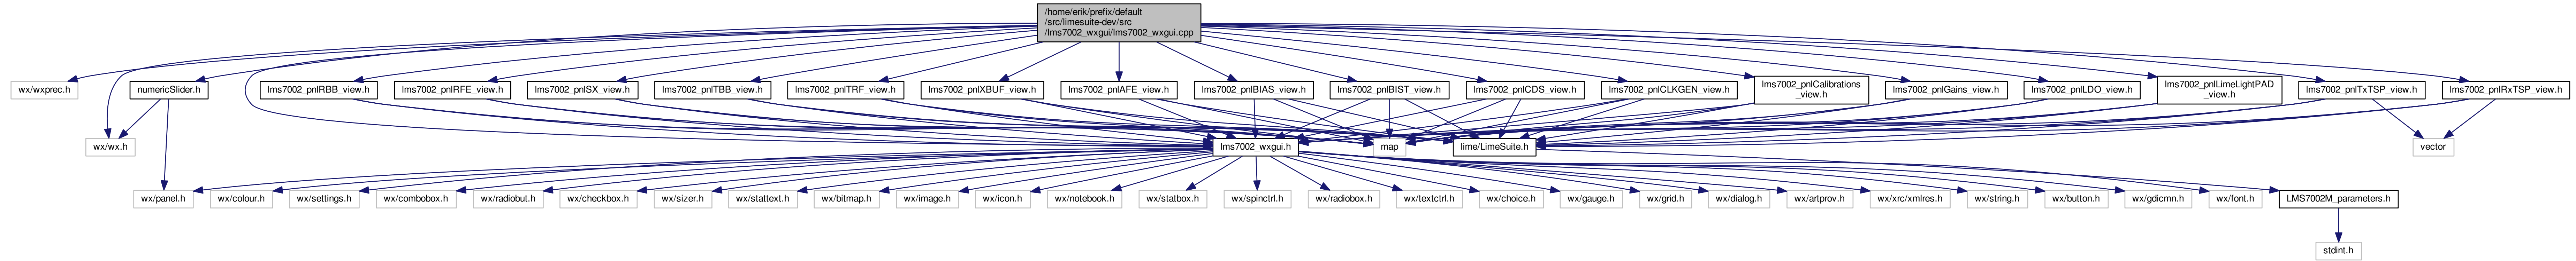 /home/erik/prefix/default
/src/limesuite-dev/src
/lms7002_wxgui/lms7002_wxgui.cpp
wx/wxprec.h
numericSlider.h
lms7002_pnlRBB_view.h
lms7002_pnlRFE_view.h
lms7002_pnlSX_view.h
lms7002_pnlTBB_view.h
lms7002_pnlTRF_view.h
lms7002_pnlXBUF_view.h
lms7002_pnlAFE_view.h
lms7002_pnlBIAS_view.h
lms7002_pnlBIST_view.h
lms7002_pnlCDS_view.h
lms7002_pnlCLKGEN_view.h
lms7002_pnlCalibrations
_view.h
lms7002_pnlGains_view.h
lms7002_pnlLDO_view.h
lms7002_pnlLimeLightPAD
_view.h
lms7002_pnlTxTSP_view.h
lms7002_pnlRxTSP_view.h
wx/wx.h
lms7002_wxgui.h
map
lime/LimeSuite.h
vector
wx/panel.h
wx/colour.h
wx/settings.h
wx/combobox.h
wx/radiobut.h
wx/checkbox.h
wx/sizer.h
wx/stattext.h
wx/bitmap.h
wx/image.h
wx/icon.h
wx/notebook.h
wx/statbox.h
wx/spinctrl.h
wx/radiobox.h
wx/textctrl.h
wx/choice.h
wx/gauge.h
wx/grid.h
wx/dialog.h
wx/artprov.h
wx/xrc/xmlres.h
wx/string.h
wx/button.h
wx/gdicmn.h
wx/font.h
LMS7002M_parameters.h
stdint.h